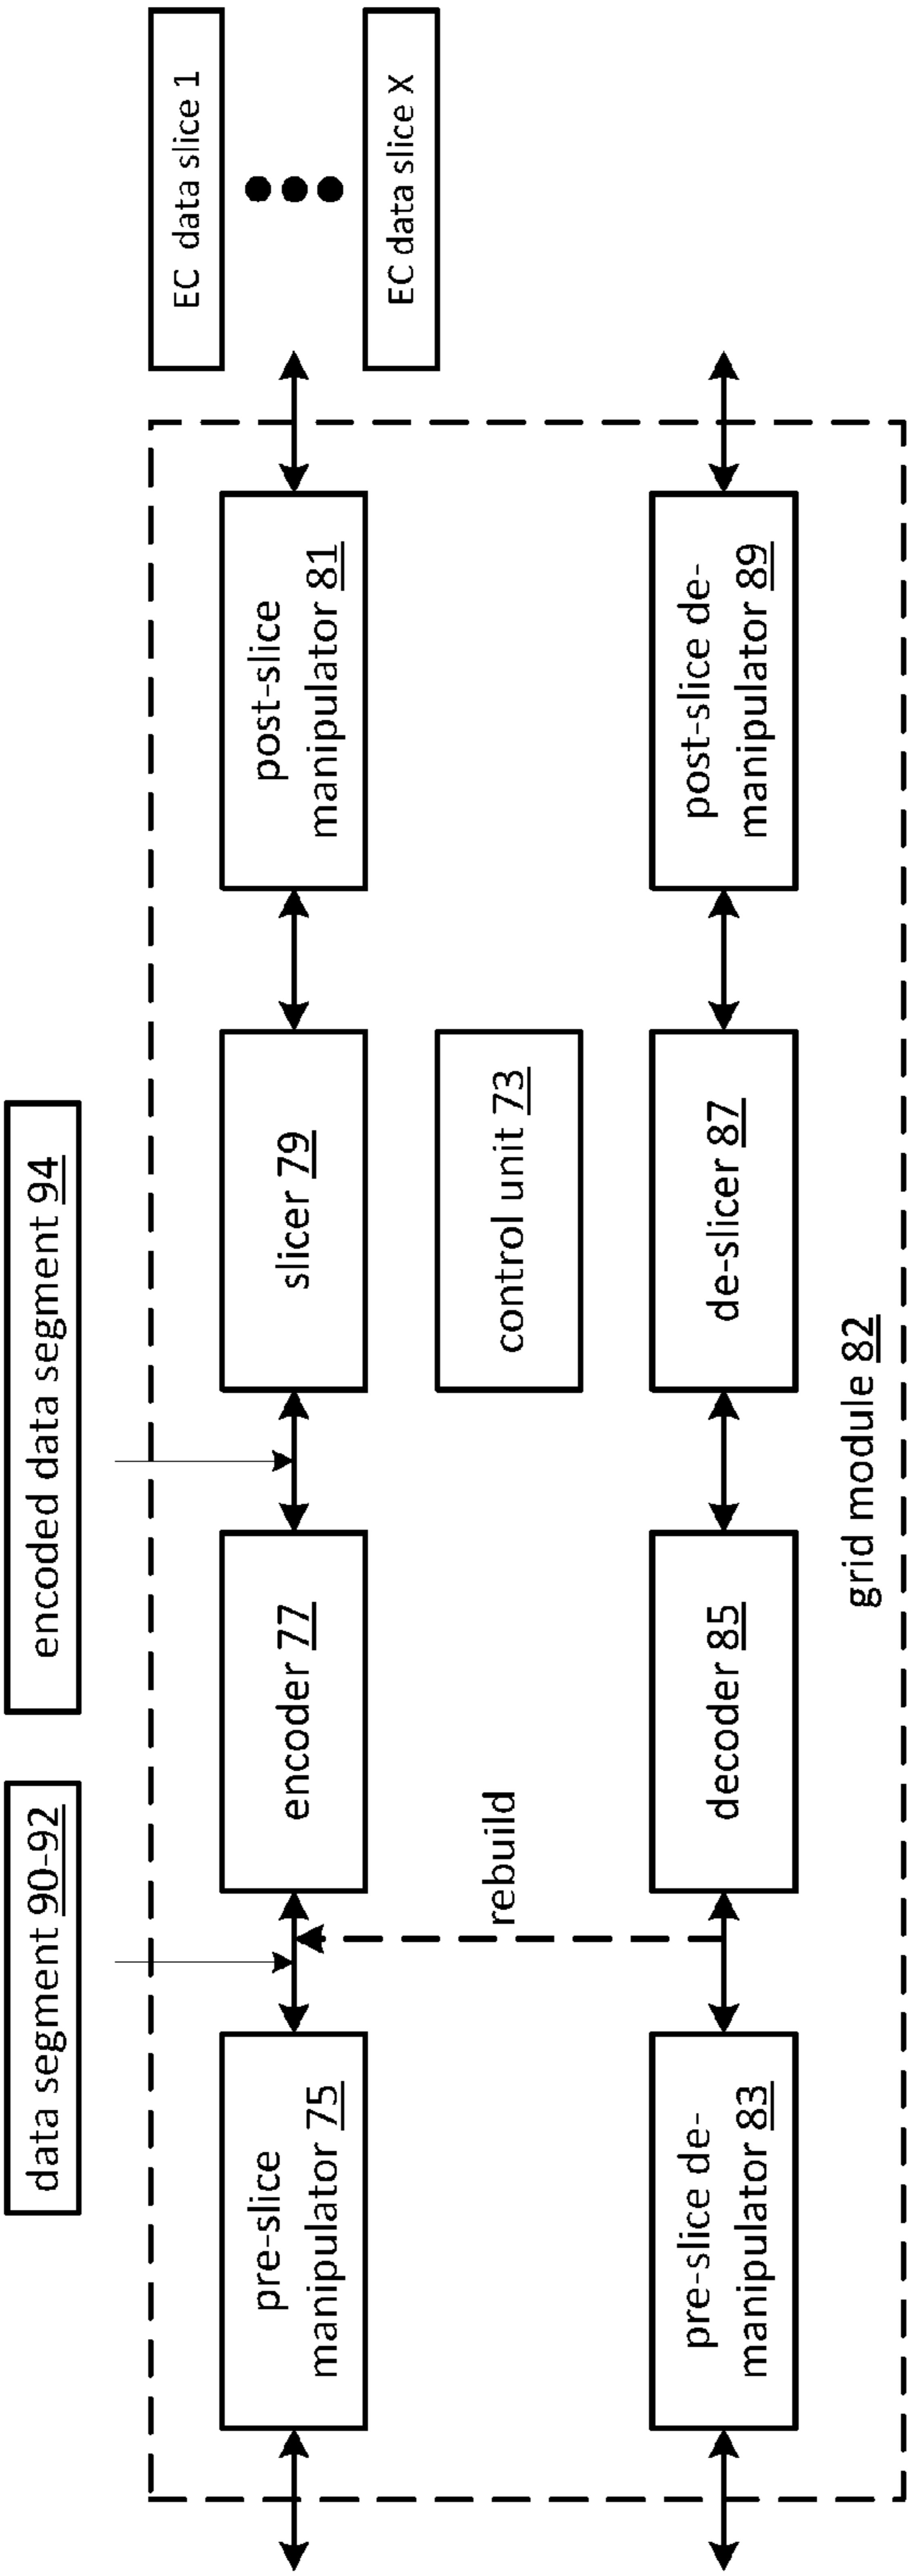 data segment 90-92
encoded data segment 94
pre-slice
manipulator 75
encoder 77
slicer 79
post-slice
manipulator 81
EC  data slice 1
EC data slice X
rebuild
control unit 73
pre-slice de-
manipulator 83
decoder 85
de-slicer 87
post-slice de-
manipulator 89
grid module 82